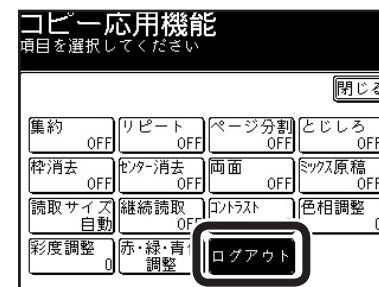 コピー応用機能
項目を選択してください
閉じる
集約 リピート ページ分割 とじしろ
OFF OFF OFF OFF
枠消去 センター消去 両面 ミックス原稿
OFF OFF OFF OFF
読取サイズ 継続読取 コントラスト 色相調整
自動 OFF 0
彩度調整 赤・緑・青 ログアウト
0 調整